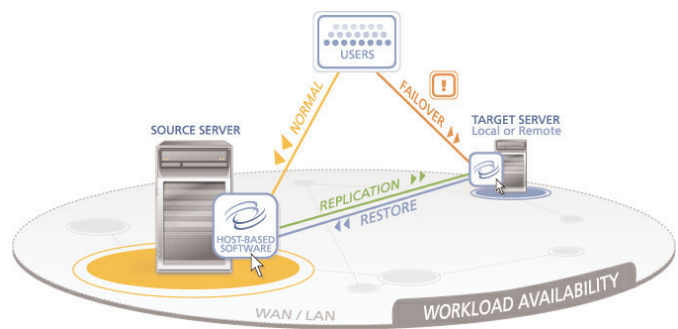 USERS
NORMAL
!
FAILOVER
SOURCE SERVER
TARGET SERVER
Local or Remote
REPLICATION
RESTORE
HOST-BASED
SOFTWARE
WAN / LAN
WORKLOAD AVAILABILITY